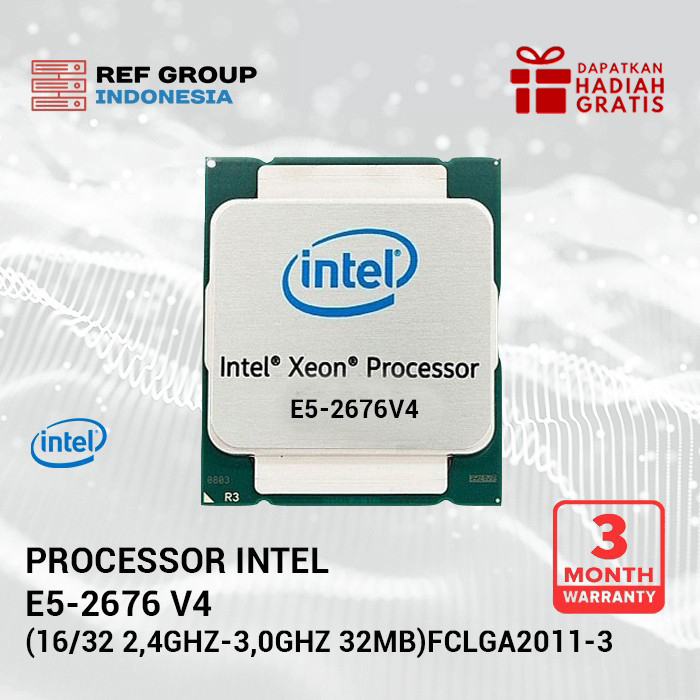 REF GROUP
INDONESIA
DAPATKAN
HADIAH
GRATIS
intel
Intel® Xeon® Processor
E5-2676V4
0803
R3
intel
3
MONTH
WARRANTY
PROCESSOR INTEL
E5-2676 V4
(16/32 2,4GHZ-3,0GHZ 32MB)FCLGA2011-3